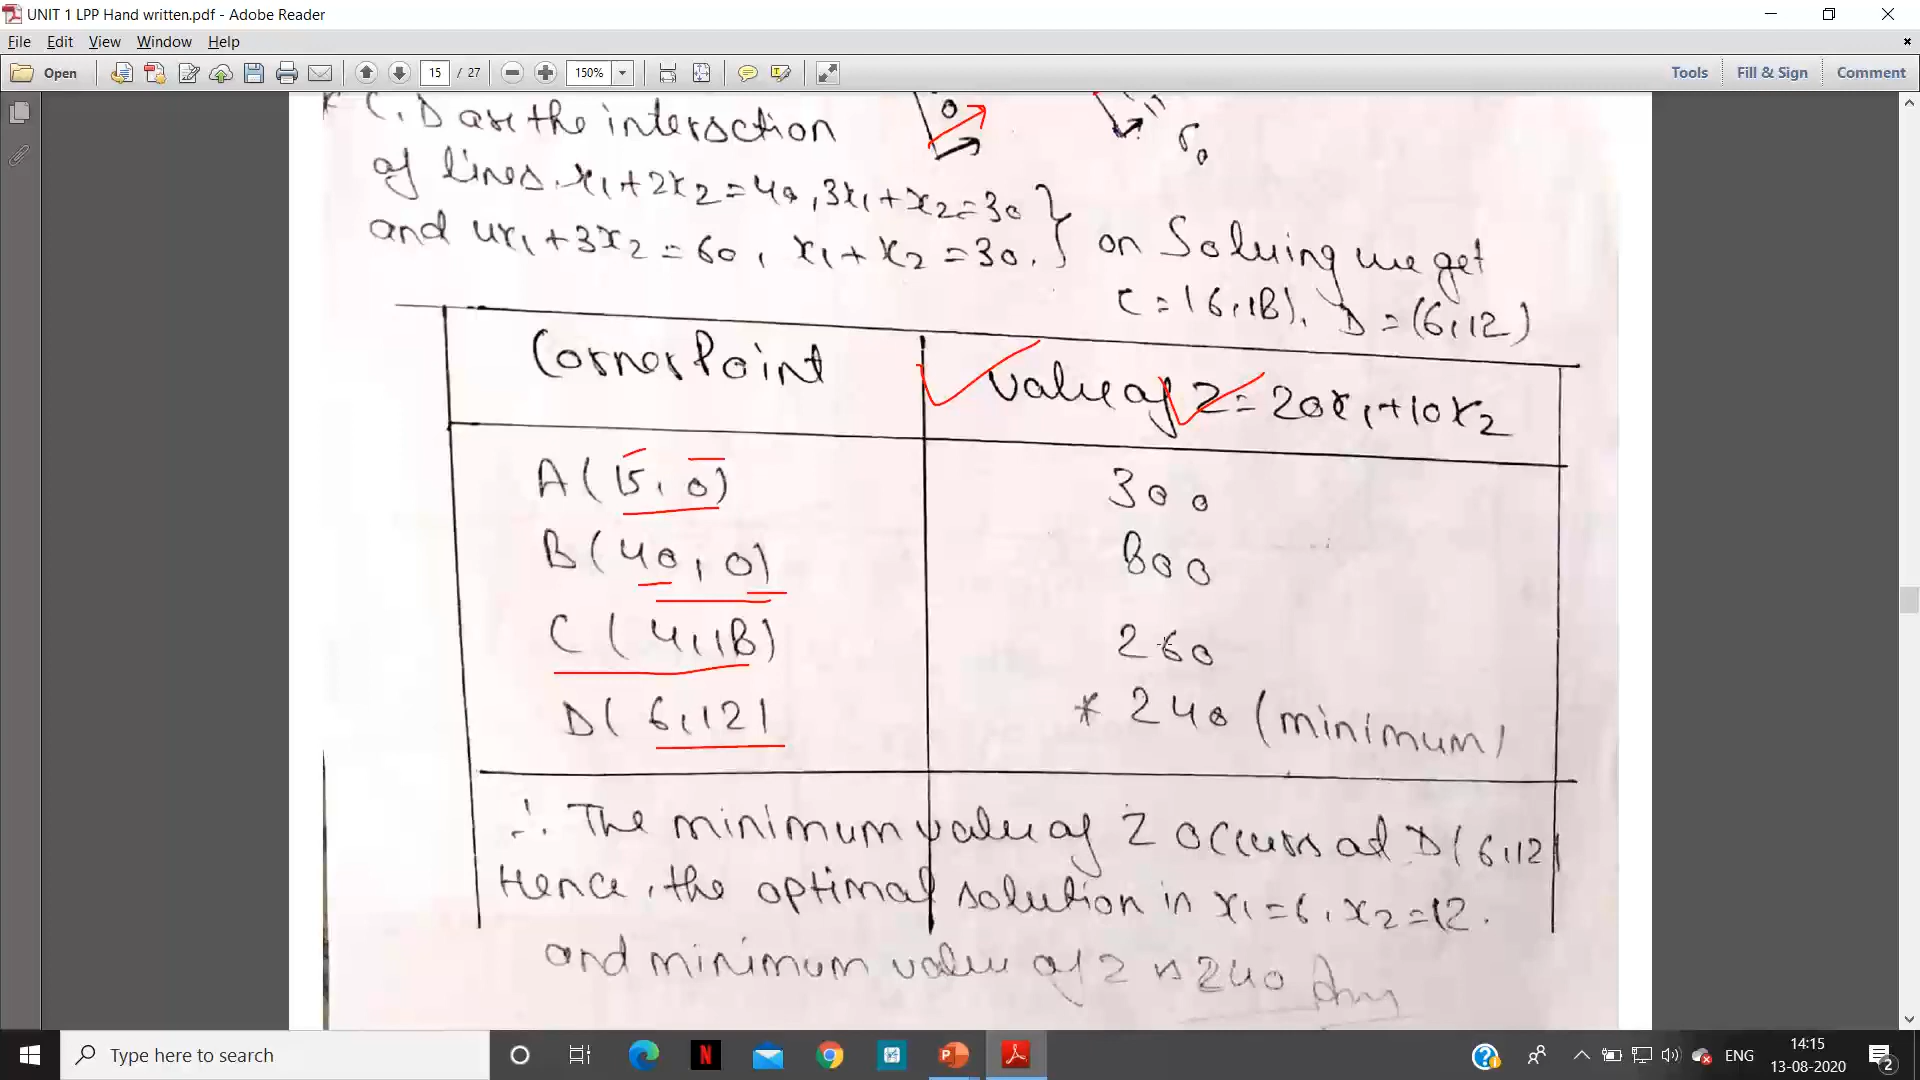 UNIT 1 LPP Hand written.pdf - Adobe Reader
File Edit View Window Help
Open 15 / 27 150% Tools Fill & Sign Comment
C, D are the interaction
of lines x1+2x2=40, 3x1+x2=30 }
and 4x1+3x2=60, x1+x2=30. } on Solving we get
C=(6,18), D=(6,12)
Corner Point value of Z=20x1+10x2
A(15,0) 300
B(40,0) 800
C(4,18) 260
D(6,12) * 240 (minimum)
∴ The minimum value of Z occurs at D(6,12)
Hence, the optimal solution is x1=6, x2=12.
and minimum value of Z is 240 Ans
Type here to search
ENG
14:15
13-08-2020
2